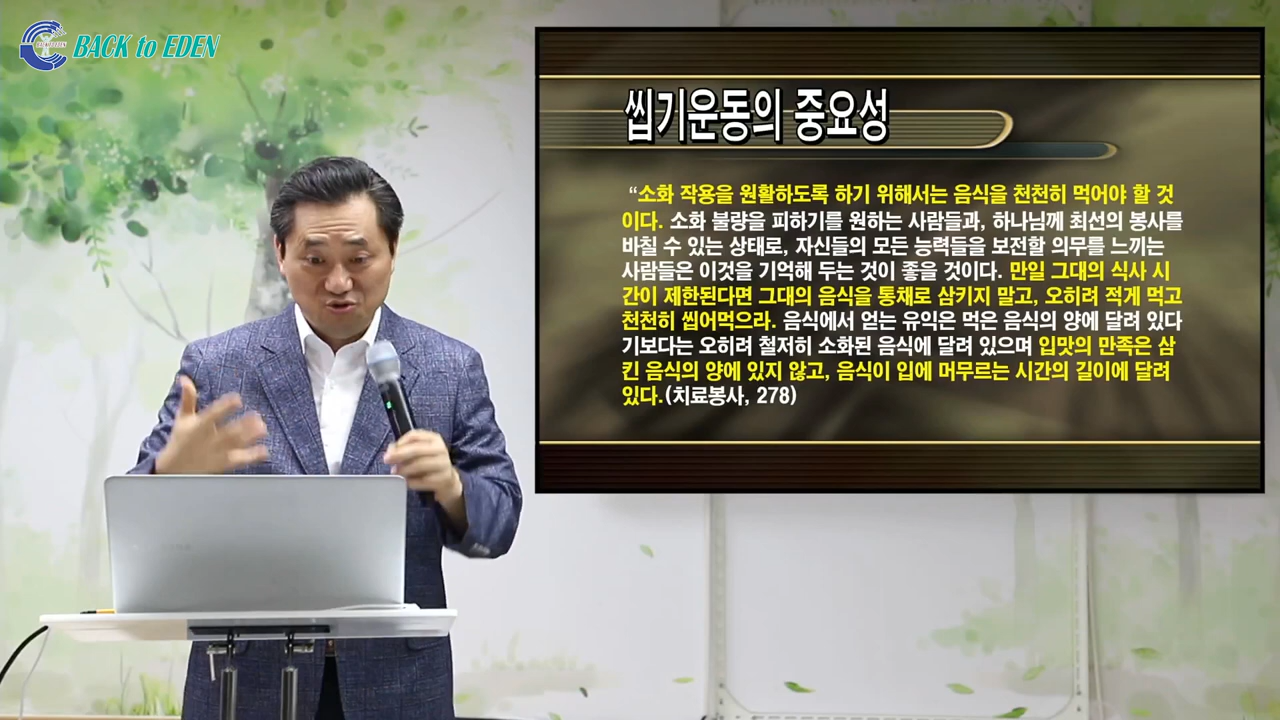 BACK to EDEN
씹기운동의 중요성
“소화 작용을 원활하도록 하기 위해서는 음식을 천천히 먹어야 할 것
이다. 소화 불량을 피하기를 원하는 사람들과, 하나님께 최선의 봉사를
바칠 수 있는 상태로, 자신들의 모든 능력들을 보전할 의무를 느끼는
사람들은 이것을 기억해 두는 것이 좋을 것이다. 만일 그대의 식사 시
간이 제한된다면 그대의 음식을 통채로 삼키지 말고, 오히려 적게 먹고
천천히 씹어먹으라. 음식에서 얻는 유익은 먹은 음식의 양에 달려 있다
기보다는 오히려 철저히 소화된 음식에 달려 있으며 입맛의 만족은 삼
킨 음식의 양에 있지 않고, 음식이 입에 머무르는 시간의 길이에 달려
있다.(치료봉사, 278)